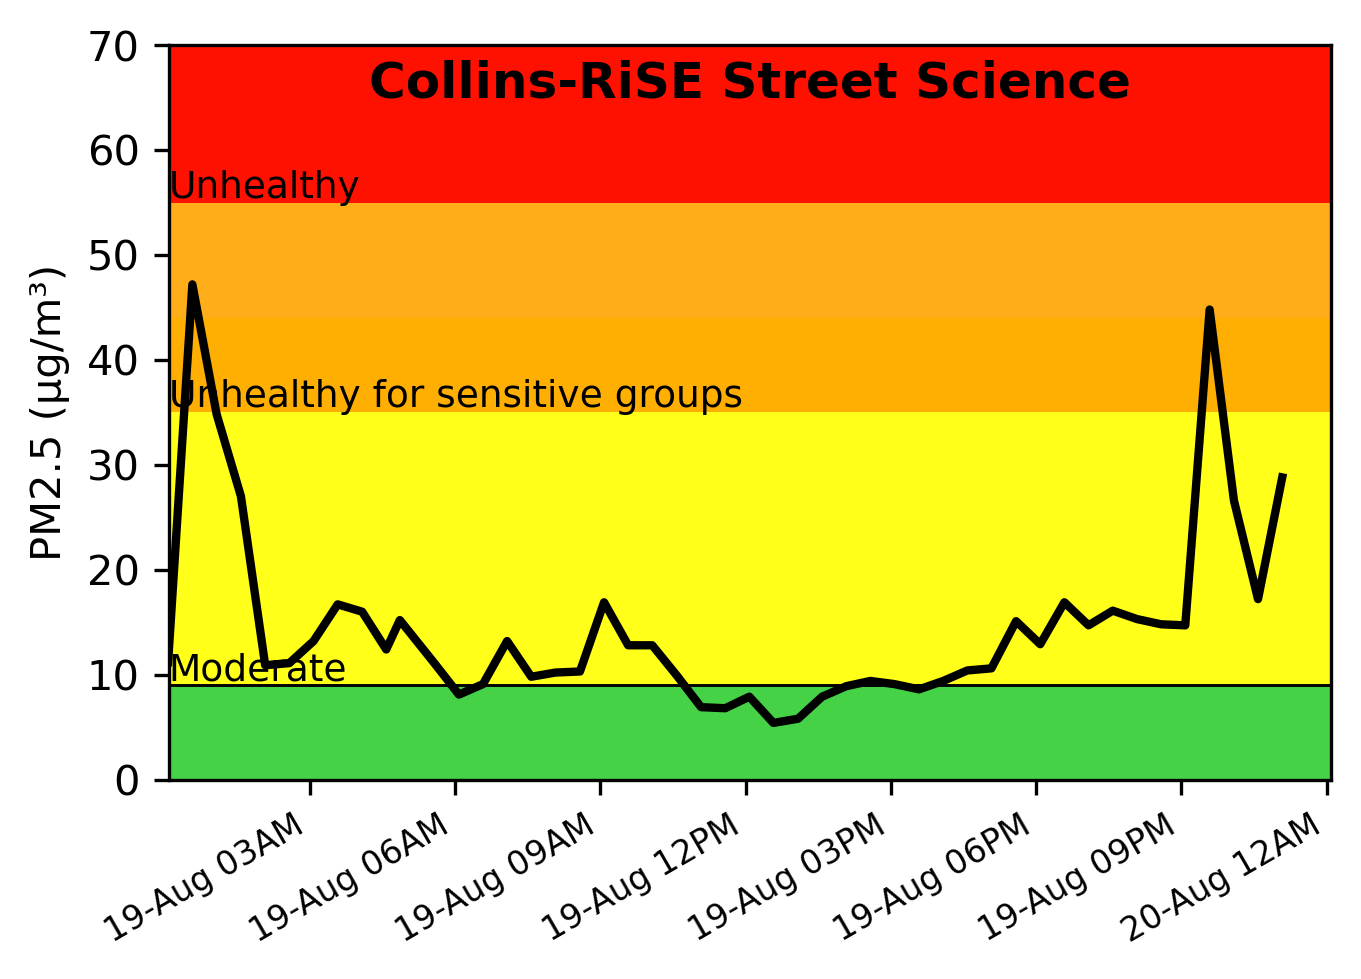 Collins-RiSE Street Science
PM2.5 (µg/m³)
70
60
50
40
30
20
10
0
Unhealthy
Unhealthy for sensitive groups
Moderate
19-Aug 03AM
19-Aug 06AM
19-Aug 09AM
19-Aug 12PM
19-Aug 03PM
19-Aug 06PM
19-Aug 09PM
20-Aug 12AM